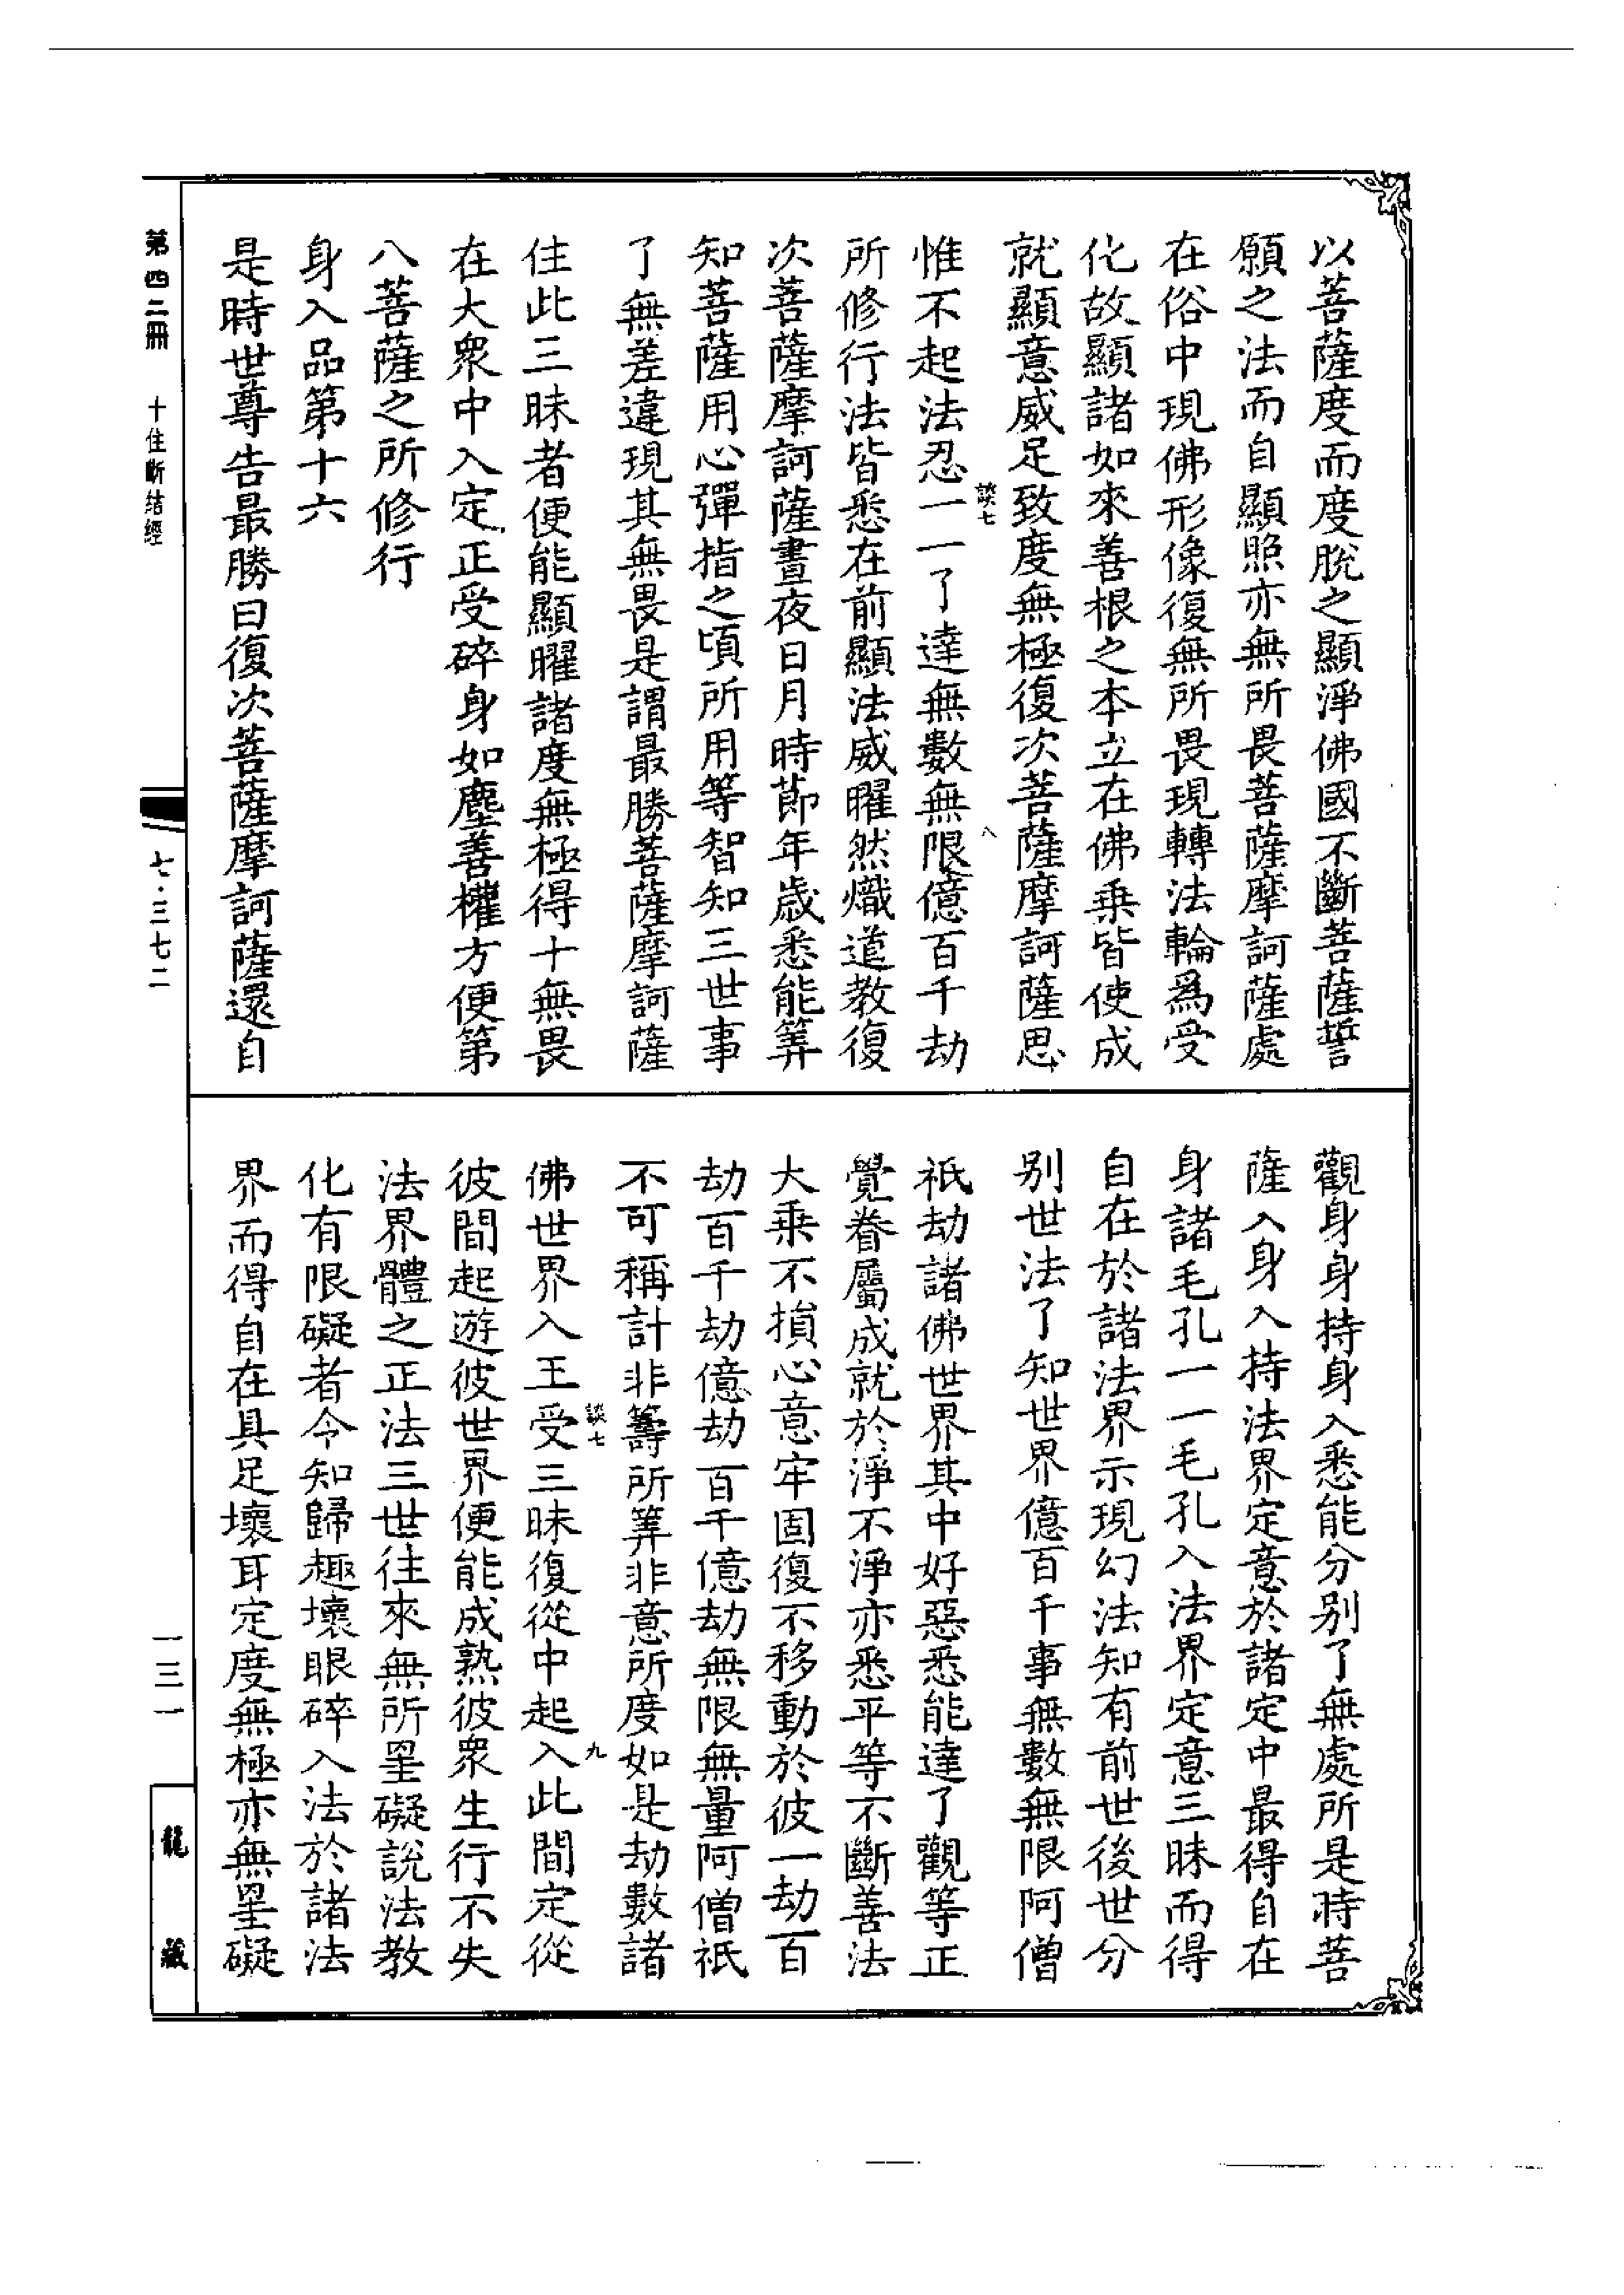 以菩薩度而度脫之顯淨佛國不斷菩薩誓
願之法而自顯照亦無所畏菩薩摩訶薩處
在俗中現佛形像復無所畏現轉法輪爲受
化故顯諸如來善根之本立在佛乗皆使成
就顯意威足致度無極復次菩薩摩訶薩思
談七
八
惟不起法忍一一了達無數無限億百千劫
所修行法皆悉在前顯法威曜然熾道教復
次菩薩摩訶薩晝夜日月時節年歲悉能筭
知菩薩用心彈指之頃所用等智知三世事
了無差違現其無畏是謂最勝菩薩摩訶薩
住此三昧者便能顯曜諸度無極得十無畏
在大衆中入定正受碎身如塵善權方便第
八菩薩之所修行
身入品第十六
是時世尊告最勝曰復次菩薩摩訶薩還自
觀身身持身入悉能分别了無處所是時菩
薩入身入持法界定意於諸定中最得自在
身諸毛孔一一毛孔入法界定意三昧而得
自在於諸法界示現幻法知有前世後世分
别世法了知世界億百千事無數無限阿僧
祇劫諸佛世界其中好惡悉能達了觀等正
覺眷屬成就於淨不淨亦悉平等不斷善法
大乗不損心意牢固復不移動於彼一劫百
劫百千劫億劫百千億劫無限無量阿僧祇
不可稱計非籌所筭非意所度如是劫數諸
談七
九
佛世界入王受三昧復從中起入此間定從
彼間起遊彼世界便能成熟彼衆生行不失
法界體之正法三世往來無所罣礙說法教
化有限礙者令知歸趣壞眼碎入法於諸法
界而得自在具足壞耳定度無極亦無罣礙
第四二冊
十住斷結經
七·三七二
一三一
龍藏